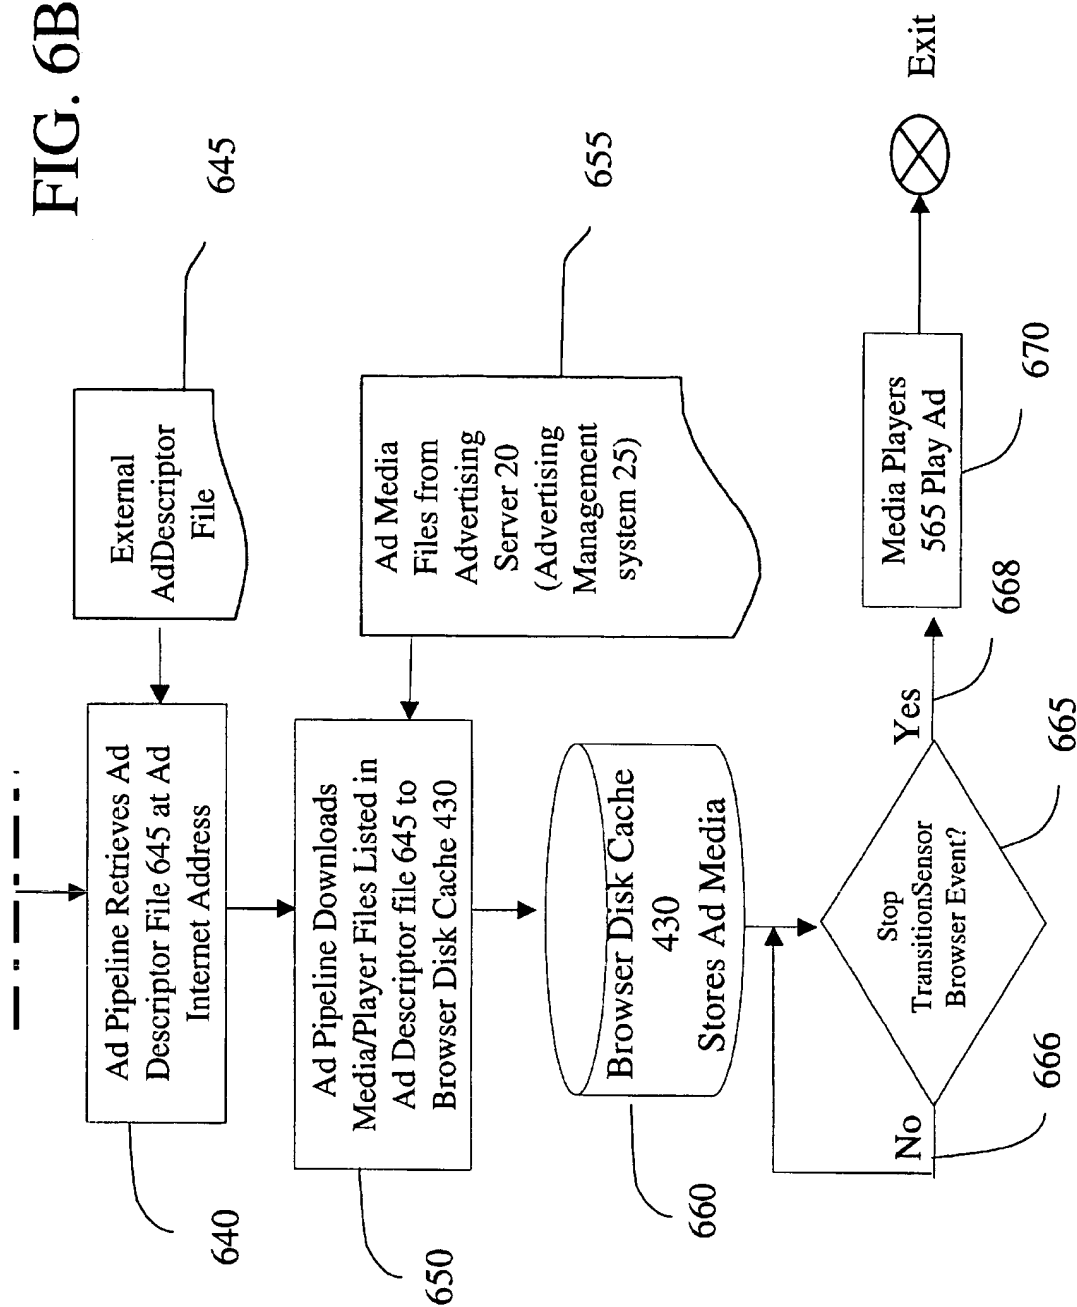 FIG. 6B
External
AdDescriptor
File
645
Ad Pipeline Retrieves Ad
Descriptor File 645 at Ad
Internet Address
640
Ad Media
Files from
Advertising
Server 20
(Advertising
Management
system 25)
655
Ad Pipeline Downloads
Media/Player Files Listed in
Ad Descriptor file 645 to
Browser Disk Cache 430
650
Browser Disk Cache
430
Stores Ad Media
660
Stop
TransitionSensor
Browser Event?
665
No
666
Yes
668
Media Players
565 Play Ad
670
Exit